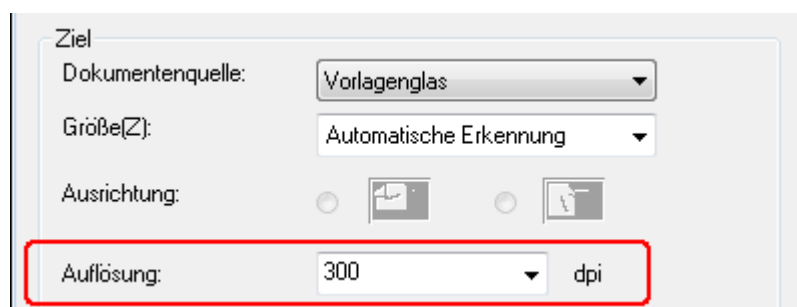 Ziel
Dokumentenquelle: Vorlagenglas
Größe(Z): Automatische Erkennung
Ausrichtung:
Auflösung: 300 dpi